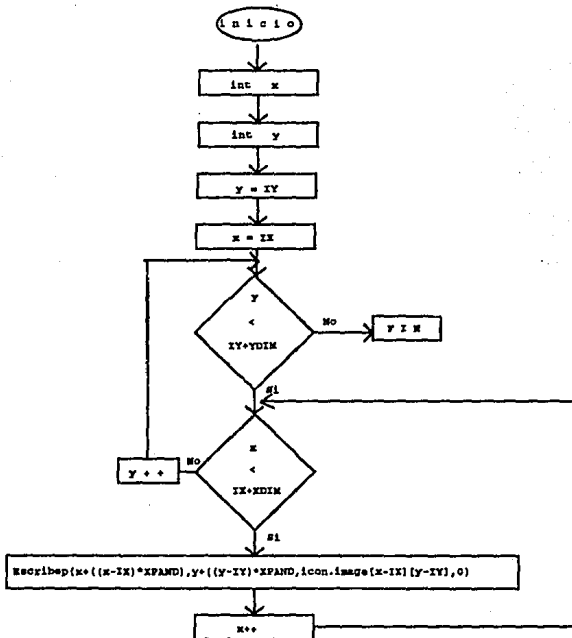 inicio
int x
int y
y = IY
x = IX
y
<
IY+YDIM
No
FIN
Si
x
<
IX+XDIM
No
y++
Si
Escribep(x+((x-IX)*XPAND),y+((y-IY)*XPAND,icon.image[x-IX][y-IY],0)
x++